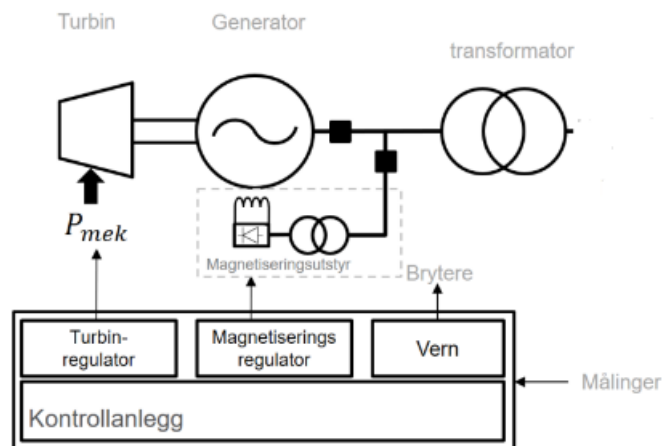 Turbin
Generator
transformator
P_mek
Magnetiseringsutstyr
Brytere
Turbin-
regulator
Magnetiserings
regulator
Vern
Målinger
Kontrollanlegg